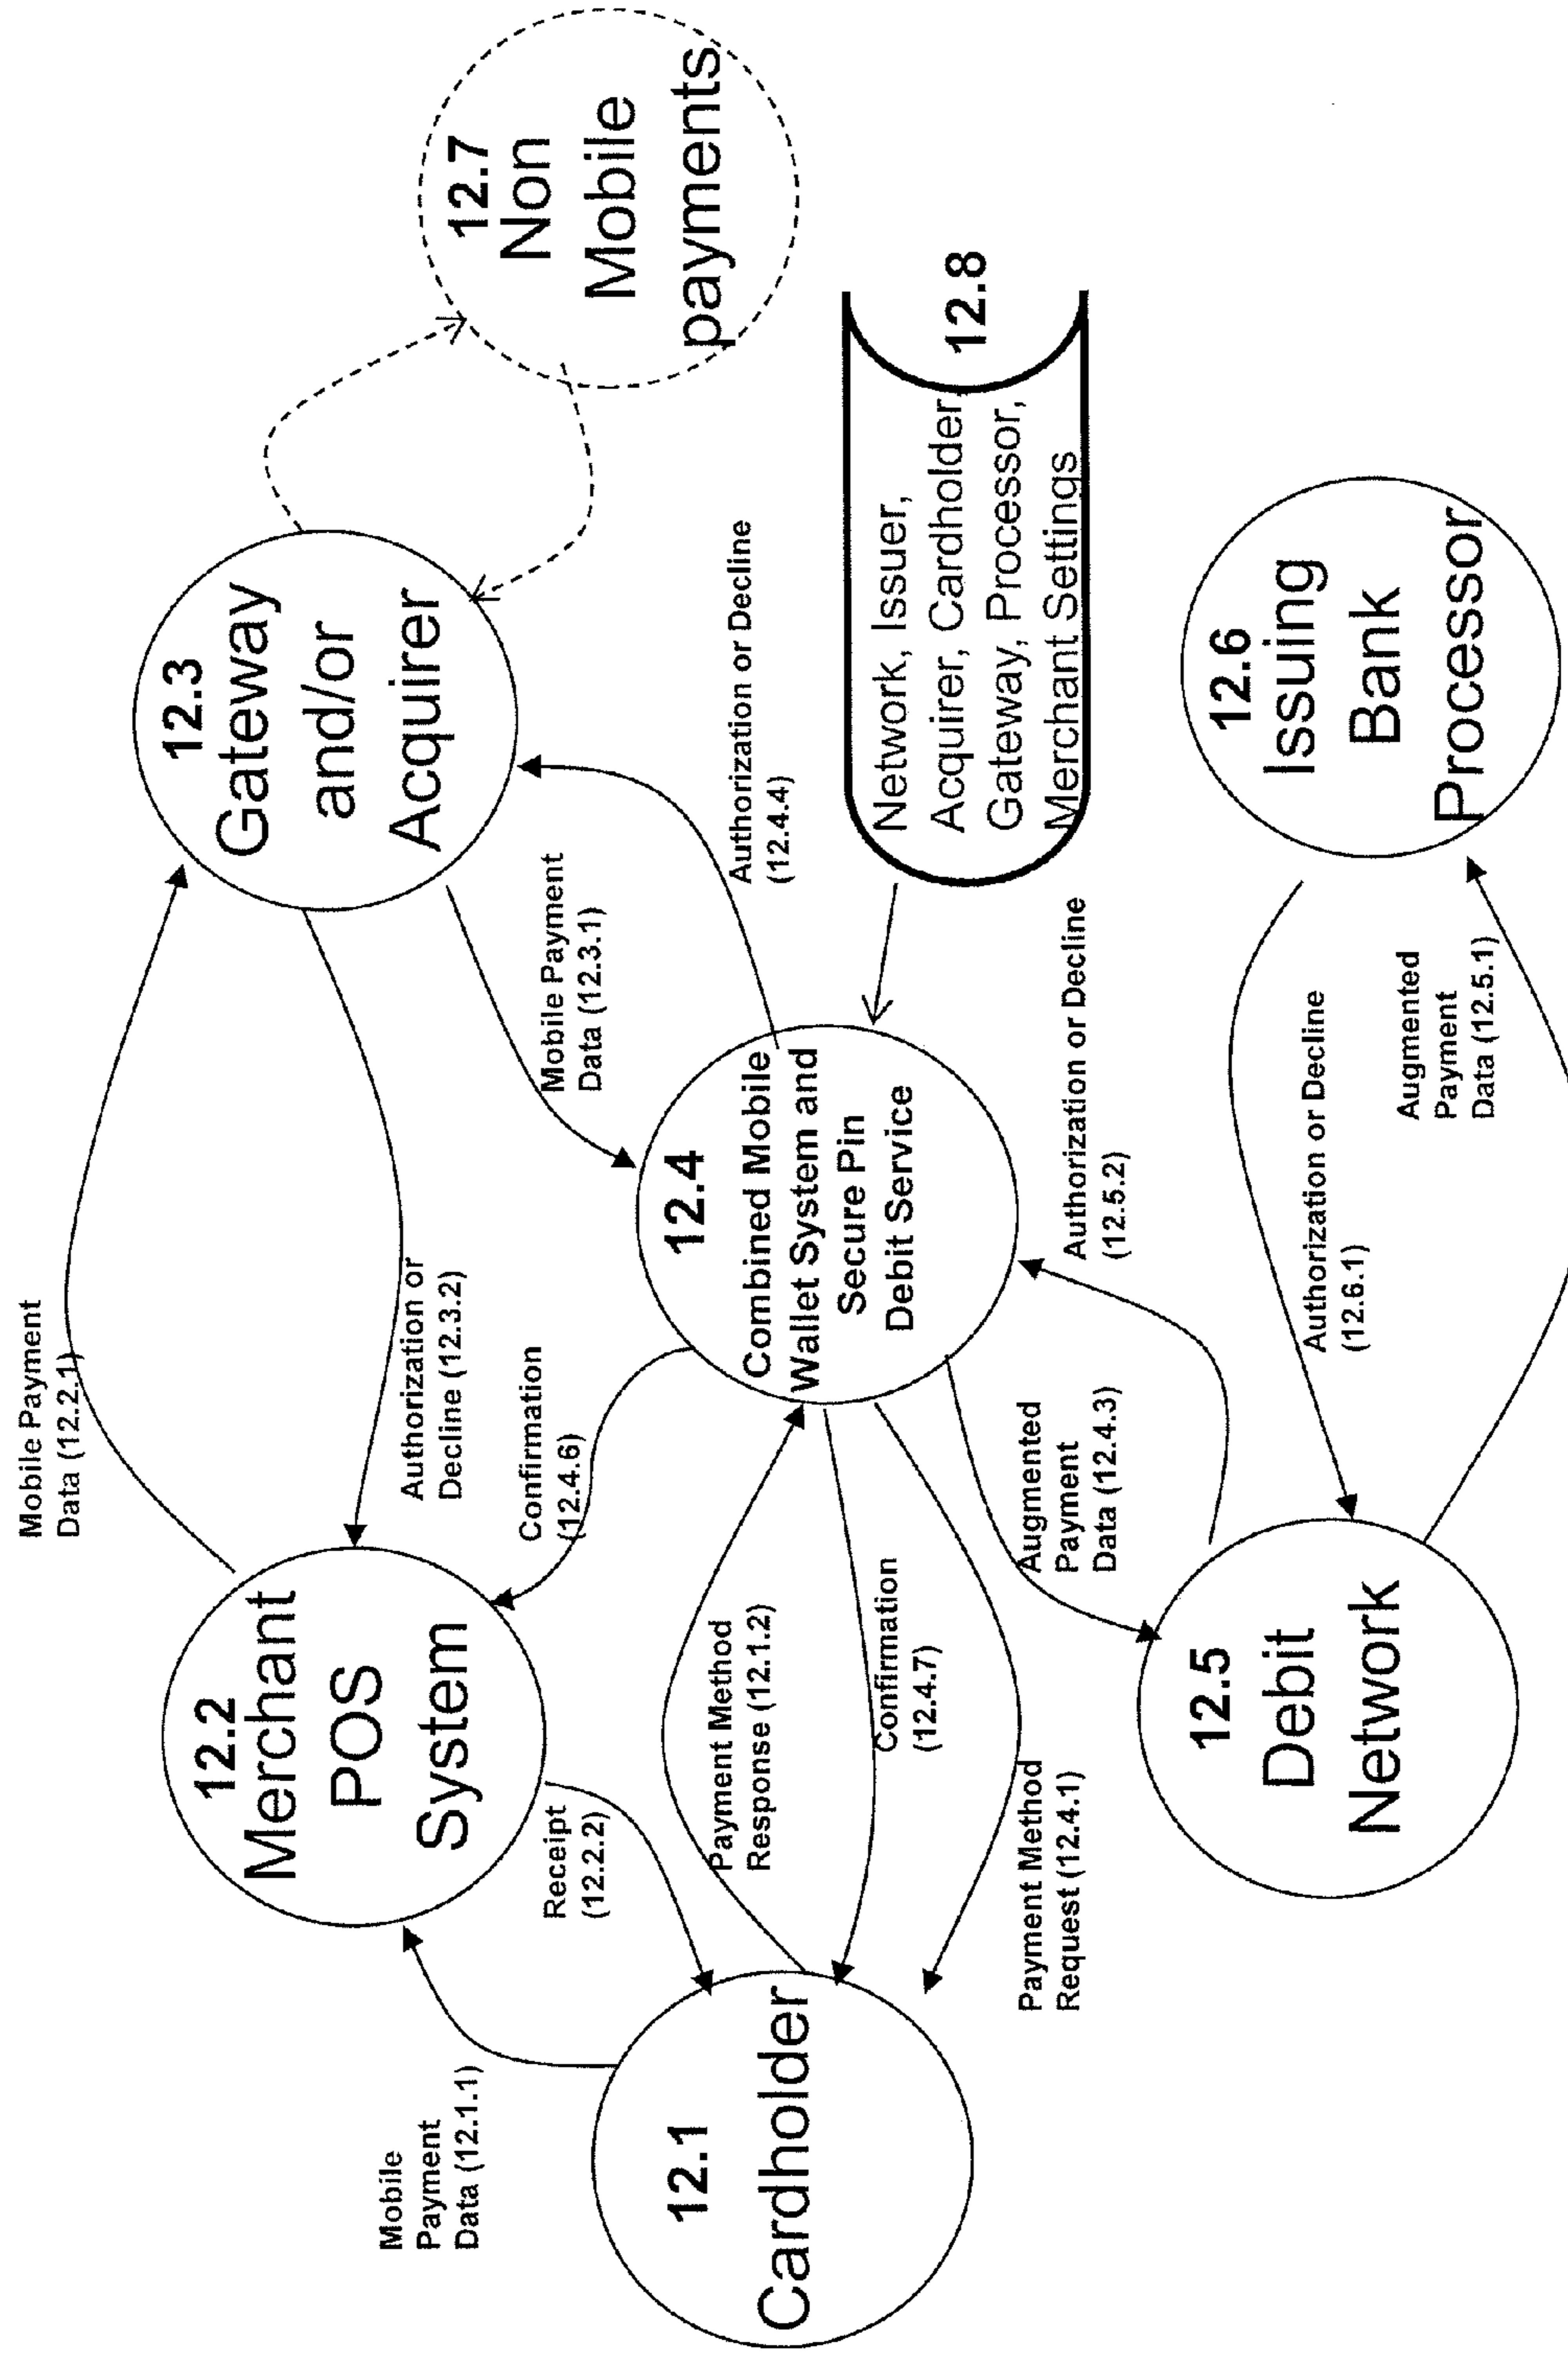 Mobile Payment
Data (12.2.1)
12.2
Merchant
POS
System
12.3
Gateway
and/or
Acquirer
Authorization or
Decline (12.3.2)
12.7
Non
Mobile
payments
Mobile
Payment
Data (12.1.1)
Receipt
(12.2.2)
Confirmation
(12.4.6)
Mobile Payment
Data (12.3.1)
Authorization or Decline
(12.4.4)
12.1
Cardholder
Payment Method
Response (12.1.2)
Confirmation
(12.4.7)
Payment Method
Request (12.4.1)
12.4
Combined Mobile
Wallet System and
Secure Pin
Debit Service
12.8
Network, Issuer,
Acquirer, Cardholder,
Gateway, Processor,
Merchant Settings
Augmented
Payment
Data (12.4.3)
Authorization or Decline
(12.5.2)
12.5
Debit
Network
Authorization or Decline
(12.6.1)
Augmented
Payment
Data (12.5.1)
12.6
Issuing
Bank
Processor